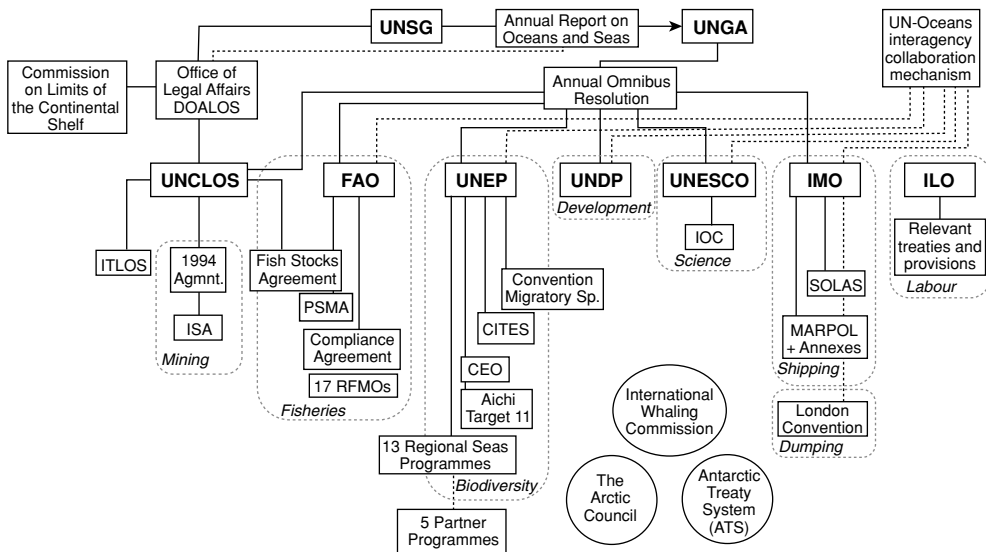 UNSG
Annual Report on
Oceans and Seas
UNGA
UN-Oceans
interagency
collaboration
mechanism
Commission
on Limits of
the Continental
Shelf
Office of
Legal Affairs
DOALOS
Annual Omnibus
Resolution
UNCLOS
FAO
UNEP
UNDP
UNESCO
IMO
ILO
Development
ITLOS
1994
Agmnt.
ISA
Mining
Fish Stocks
Agreement
PSMA
Compliance
Agreement
17 RFMOs
Fisheries
Convention
Migratory Sp.
CITES
CEO
Aichi
Target 11
13 Regional Seas
Programmes
Biodiversity
5 Partner
Programmes
IOC
Science
SOLAS
MARPOL
+ Annexes
Shipping
London
Convention
Dumping
Relevant
treaties and
provisions
Labour
International
Whaling
Commission
The
Arctic
Council
Antarctic
Treaty
System
(ATS)